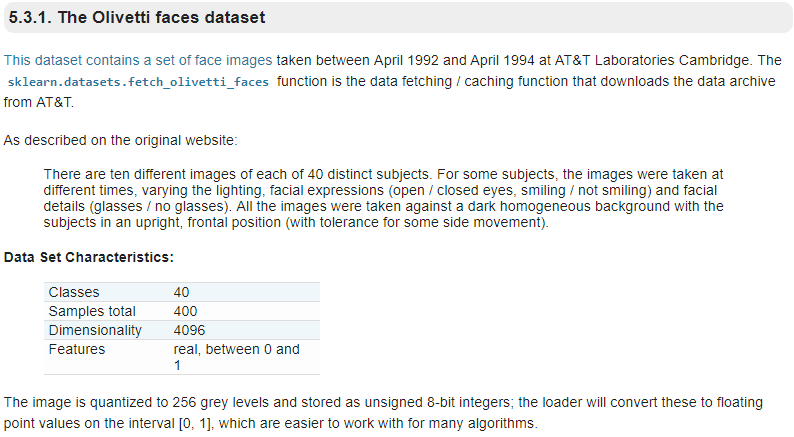 5.3.1. The Olivetti faces dataset
This dataset contains a set of face images taken between April 1992 and April 1994 at AT&T Laboratories Cambridge. The
sklearn.datasets.fetch_olivetti_faces function is the data fetching / caching function that downloads the data archive
from AT&T.
As described on the original website:
There are ten different images of each of 40 distinct subjects. For some subjects, the images were taken at
different times, varying the lighting, facial expressions (open / closed eyes, smiling / not smiling) and facial
details (glasses / no glasses). All the images were taken against a dark homogeneous background with the
subjects in an upright, frontal position (with tolerance for some side movement).
Data Set Characteristics:
Classes 40
Samples total 400
Dimensionality 4096
Features real, between 0 and
1
The image is quantized to 256 grey levels and stored as unsigned 8-bit integers; the loader will convert these to floating
point values on the interval [0, 1], which are easier to work with for many algorithms.